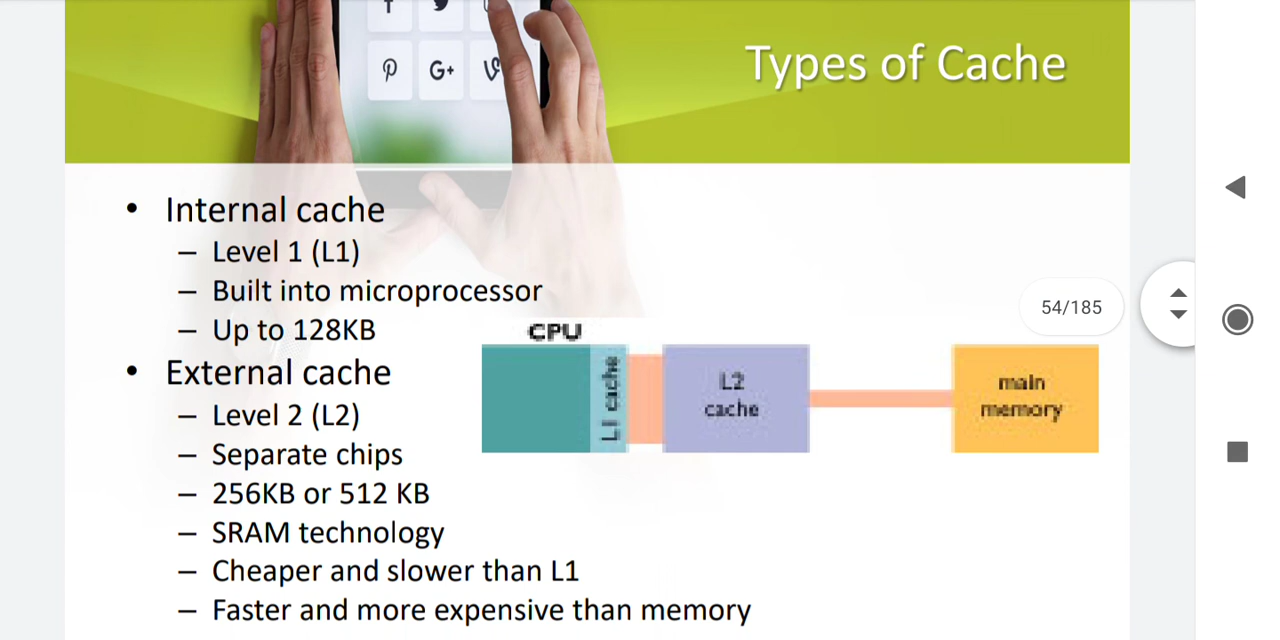 Types of Cache
G+
• Internal cache
– Level 1 (L1)
– Built into microprocessor
– Up to 128KB
• External cache
– Level 2 (L2)
– Separate chips
– 256KB or 512 KB
– SRAM technology
– Cheaper and slower than L1
– Faster and more expensive than memory
CPU
L1 cache
L2
cache
main
memory
54/185